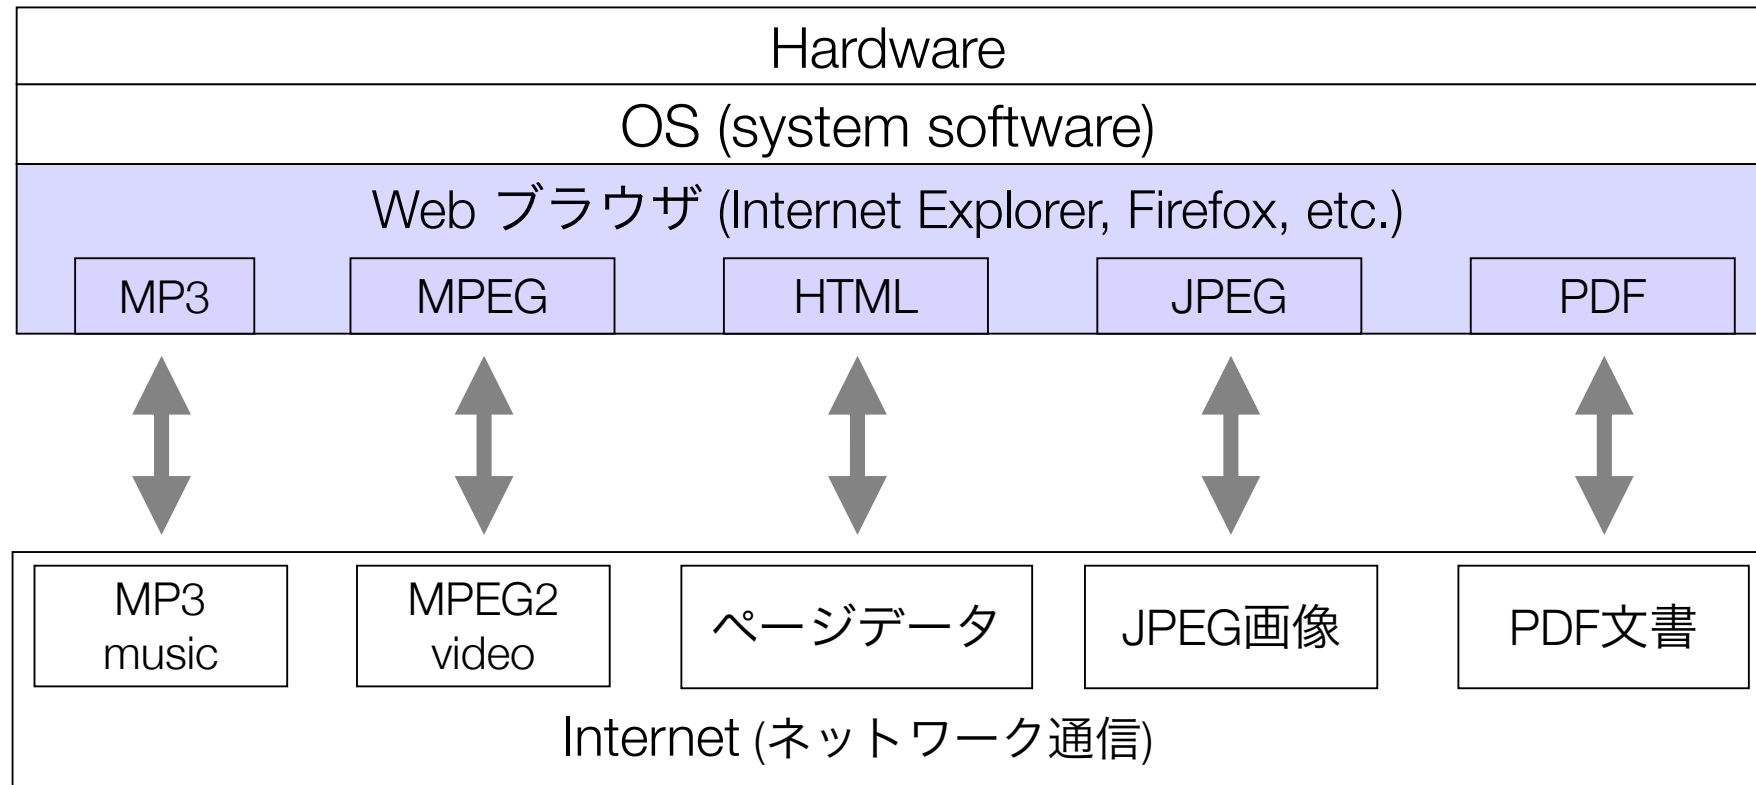 Hardware
OS (system software)
Web ブラウザ (Internet Explorer, Firefox, etc.)
MP3
MPEG
HTML
JPEG
PDF
MP3
music
MPEG2
video
ページデータ
JPEG画像
PDF文書
Internet (ネットワーク通信)